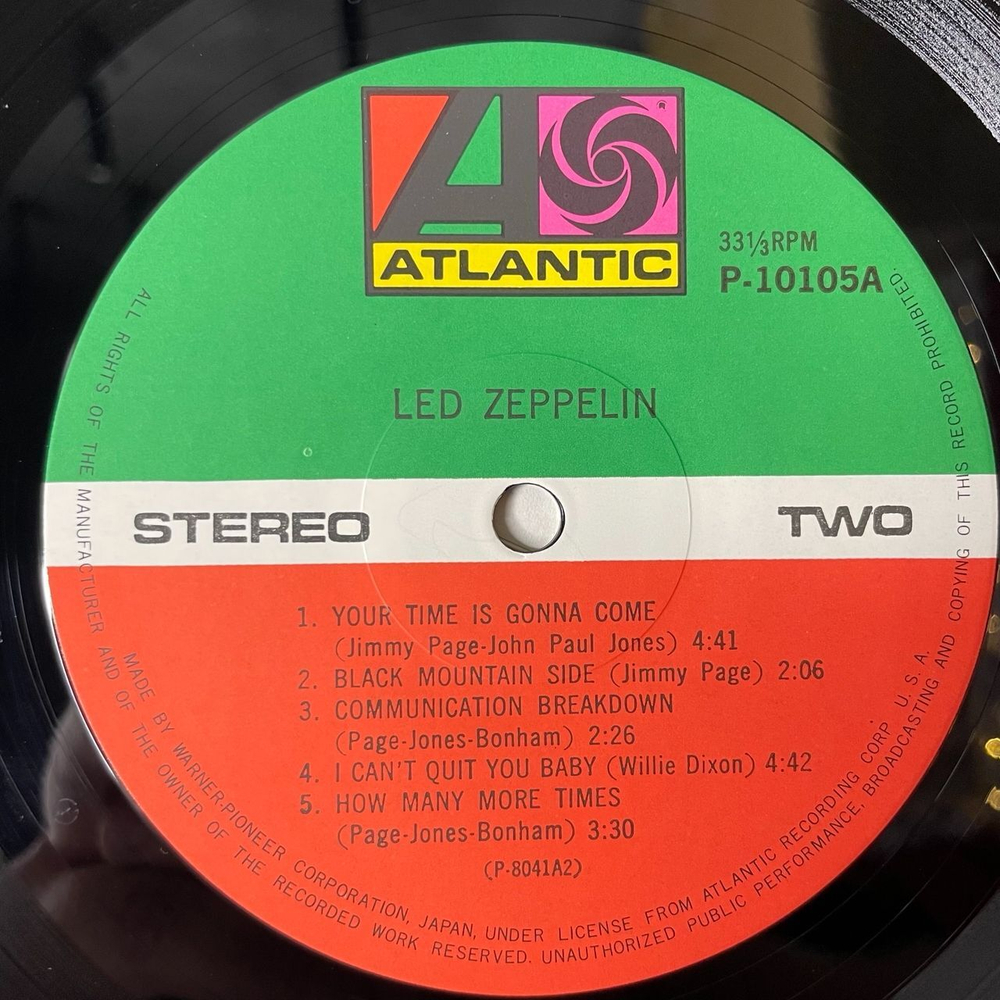 ATLANTIC
33⅓RPM
P-10105A
LED ZEPPELIN
STEREO
TWO
1. YOUR TIME IS GONNA COME
(Jimmy Page-John Paul Jones) 4:41
2. BLACK MOUNTAIN SIDE (Jimmy Page) 2:06
3. COMMUNICATION BREAKDOWN
(Page-Jones-Bonham) 2:26
4. I CAN'T QUIT YOU BABY (Willie Dixon) 4:42
5. HOW MANY MORE TIMES
(Page-Jones-Bonham) 3:30
(P-8041A2)
MADE BY WARNER-PIONEER CORPORATION, JAPAN, UNDER LICENSE FROM ATLANTIC RECORDING CORP. U. S. A.
ALL RIGHTS OF THE MANUFACTURER AND OF THE OWNER OF THE RECORDED WORK RESERVED. UNAUTHORIZED PUBLIC PERFORMANCE, BROADCASTING AND COPYING OF THIS RECORD PROHIBITED.